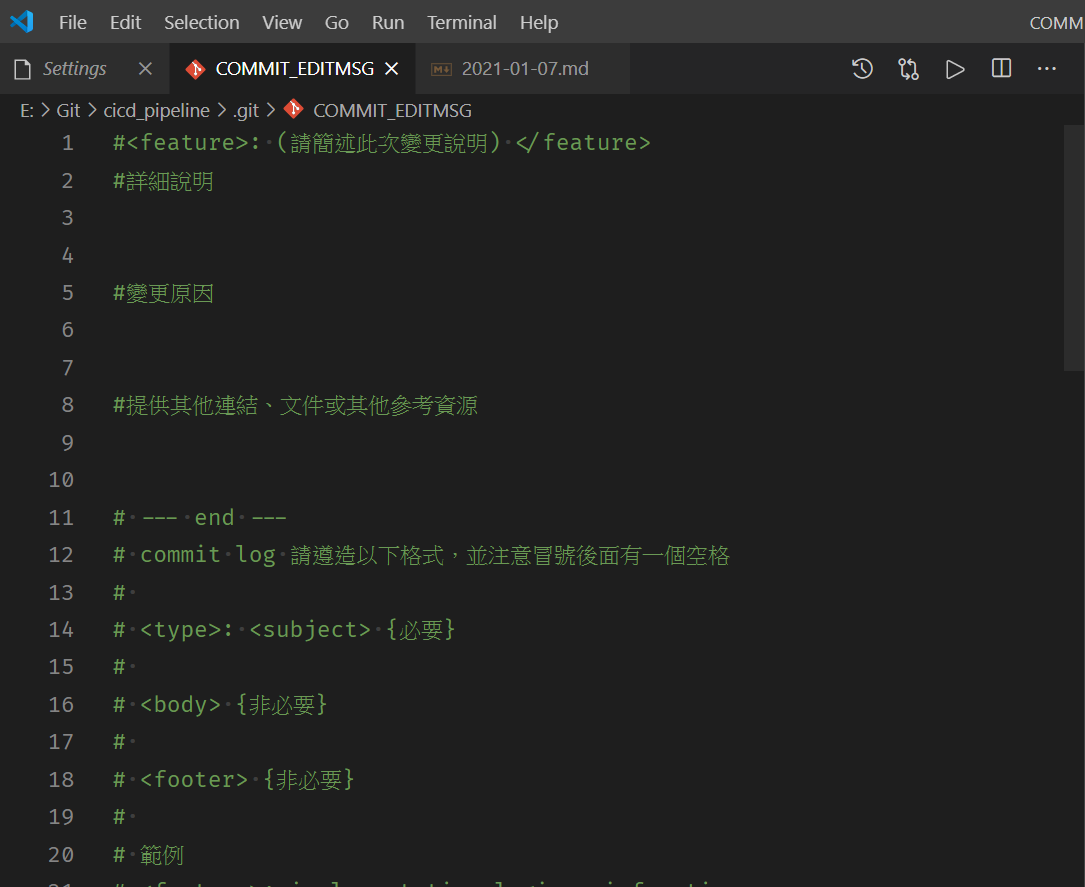 File Edit Selection View Go Run Terminal Help COMM
Settings COMMIT_EDITMSG 2021-01-07.md
E: > Git > cicd_pipeline > .git > COMMIT_EDITMSG
1 #<feature>: (請簡述此次變更說明) </feature>
2 #詳細說明
3
4
5 #變更原因
6
7
8 #提供其他連結、文件或其他參考資源
9
10
11 # --- end ---
12 # commit log 請遵造以下格式，並注意冒號後面有一個空格
13 #
14 # <type>: <subject> {必要}
15 #
16 # <body> {非必要}
17 #
18 # <footer> {非必要}
19 #
20 # 範例